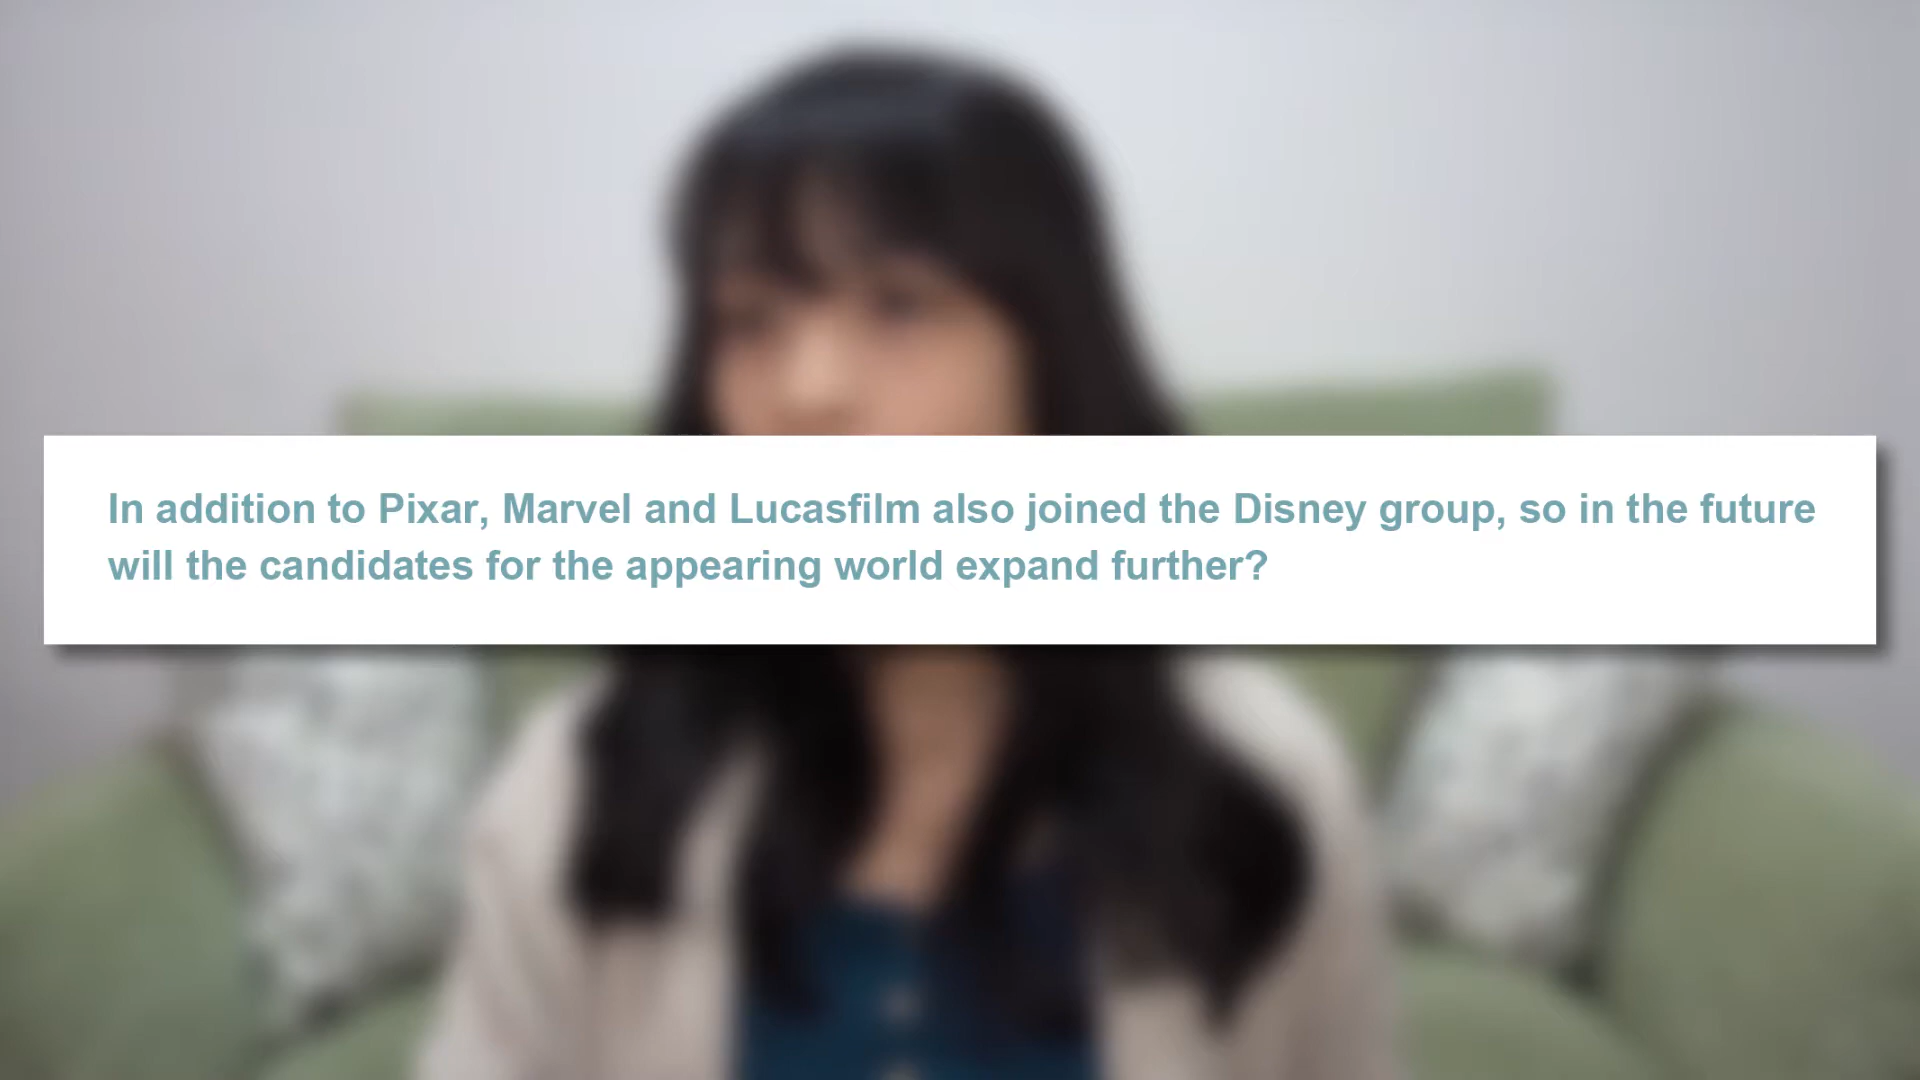 In addition to Pixar, Marvel and Lucasfilm also joined the Disney group, so in the future
will the candidates for the appearing world expand further?